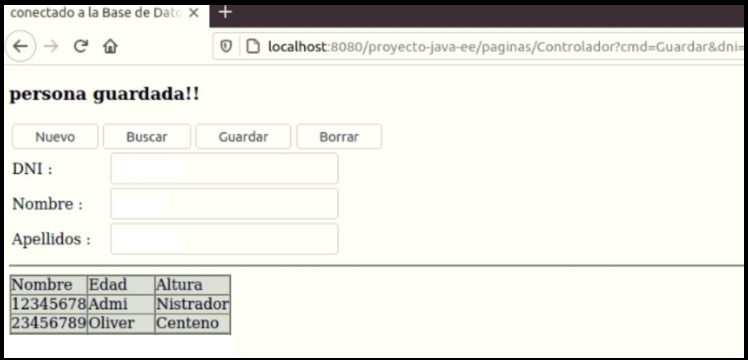 conectado a la Base de Dato
localhost:8080/proyecto-java-ee/paginas/Controlador?cmd=Guardar&dni=
persona guardada!!
Nuevo Buscar Guardar Borrar
DNI :
Nombre :
Apellidos :
Nombre Edad Altura
12345678 Admi Nistrador
23456789 Oliver Centeno